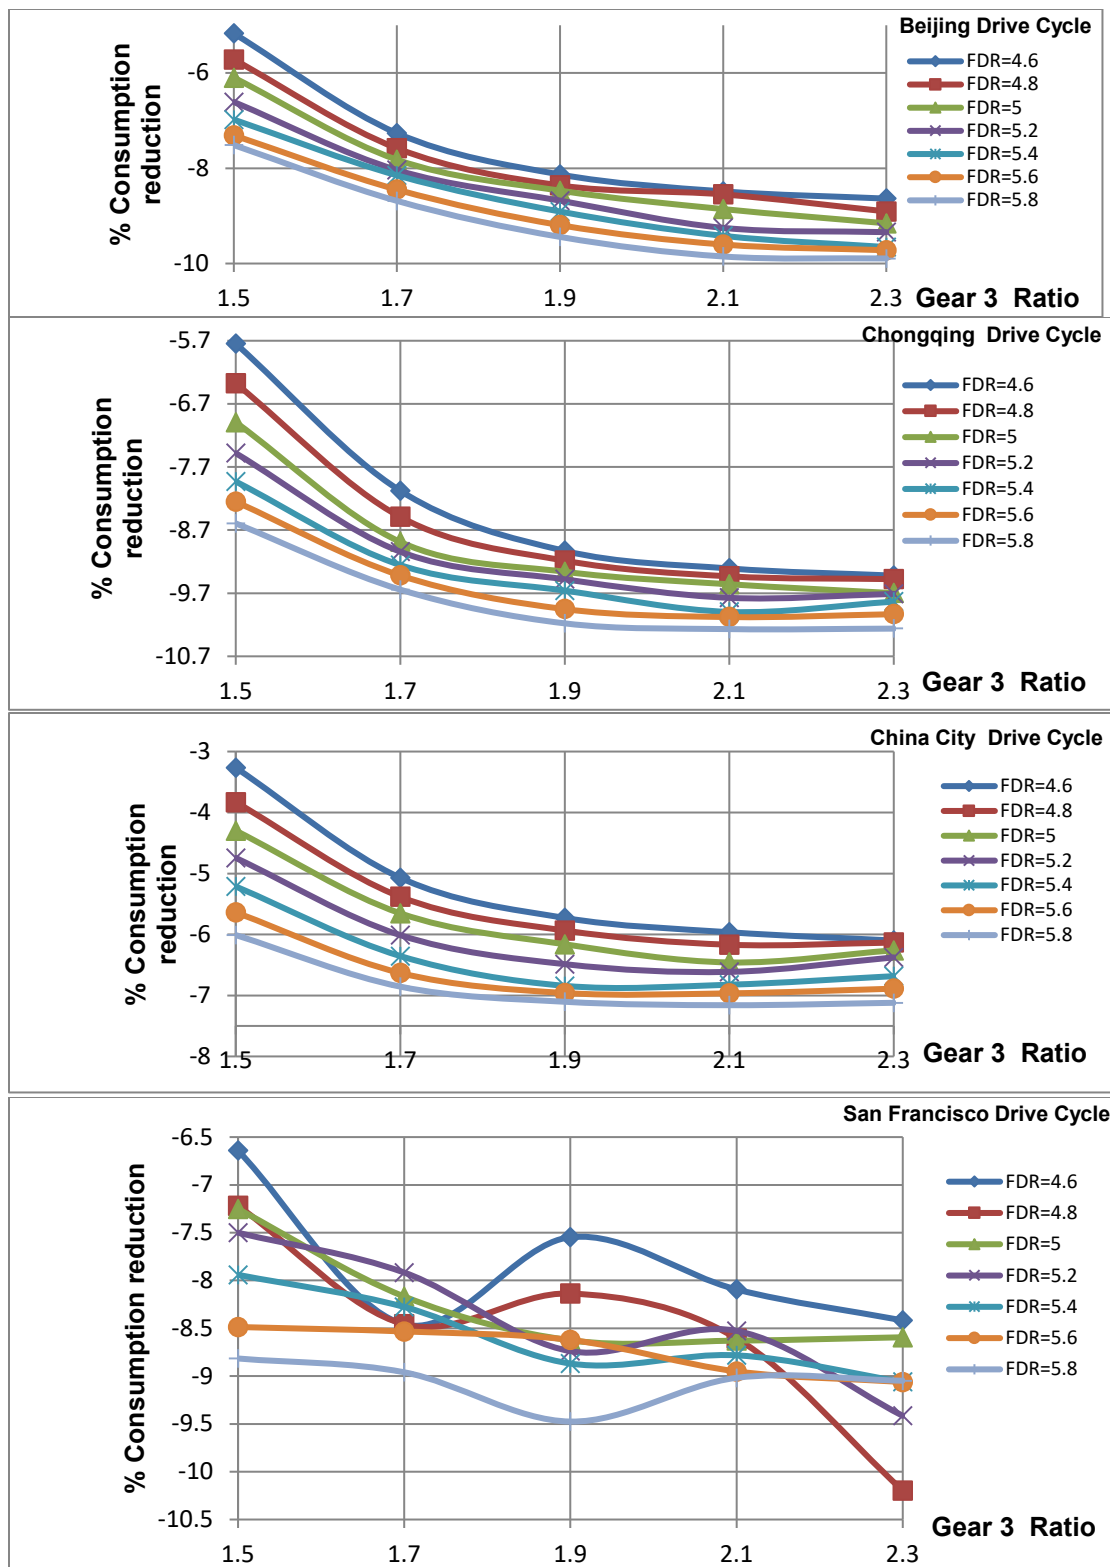 Beijing Drive Cycle
% Consumption
reduction
-6
-8
-10
FDR=4.6
FDR=4.8
FDR=5
FDR=5.2
FDR=5.4
FDR=5.6
FDR=5.8
1.5
1.7
1.9
2.1
2.3
Gear 3 Ratio
Chongqing Drive Cycle
% Consumption
reduction
-5.7
-6.7
-7.7
-8.7
-9.7
-10.7
FDR=4.6
FDR=4.8
FDR=5
FDR=5.2
FDR=5.4
FDR=5.6
FDR=5.8
1.5
1.7
1.9
2.1
2.3
Gear 3 Ratio
China City Drive Cycle
% Consumption
reduction
-3
-4
-5
-6
-7
-8
FDR=4.6
FDR=4.8
FDR=5
FDR=5.2
FDR=5.4
FDR=5.6
FDR=5.8
1.5
1.7
1.9
2.1
2.3
Gear 3 Ratio
San Francisco Drive Cycle
% Consumption reduction
-6.5
-7
-7.5
-8
-8.5
-9
-9.5
-10
-10.5
FDR=4.6
FDR=4.8
FDR=5
FDR=5.2
FDR=5.4
FDR=5.6
FDR=5.8
1.5
1.7
1.9
2.1
2.3
Gear 3 Ratio